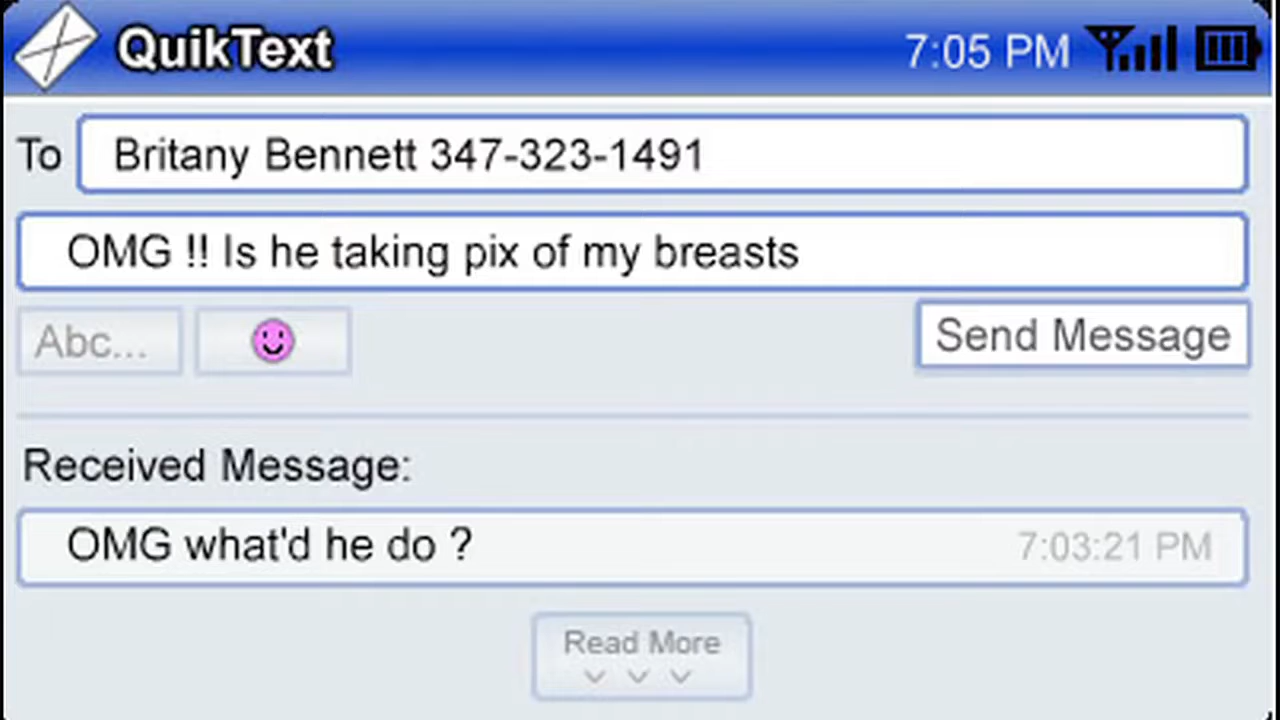 QuikText
7:05 PM
To
Britany Bennett 347-323-1491
OMG !! Is he taking pix of my breasts
Abc...
Send Message
Received Message:
OMG what'd he do ?
7:03:21 PM
Read More